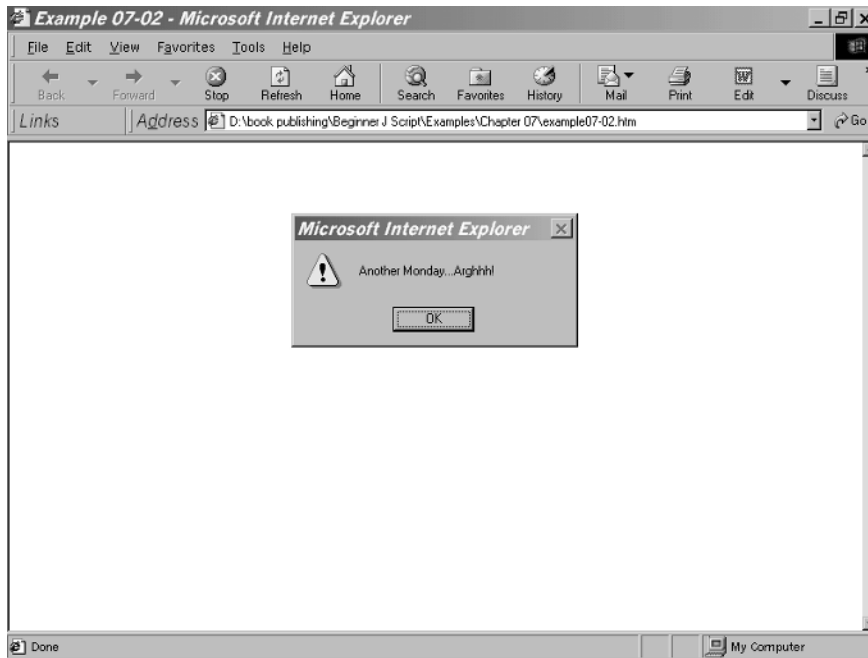 Example 07-02 - Microsoft Internet Explorer
File Edit View Favorites Tools Help
Back Forward Stop Refresh Home Search Favorites History Mail Print Edit Discuss
Links Address D:\book publishing\Beginner J Script\Examples\Chapter 07\example07-02.htm Go
Microsoft Internet Explorer
Another Monday...Arghhh!
OK
Done My Computer